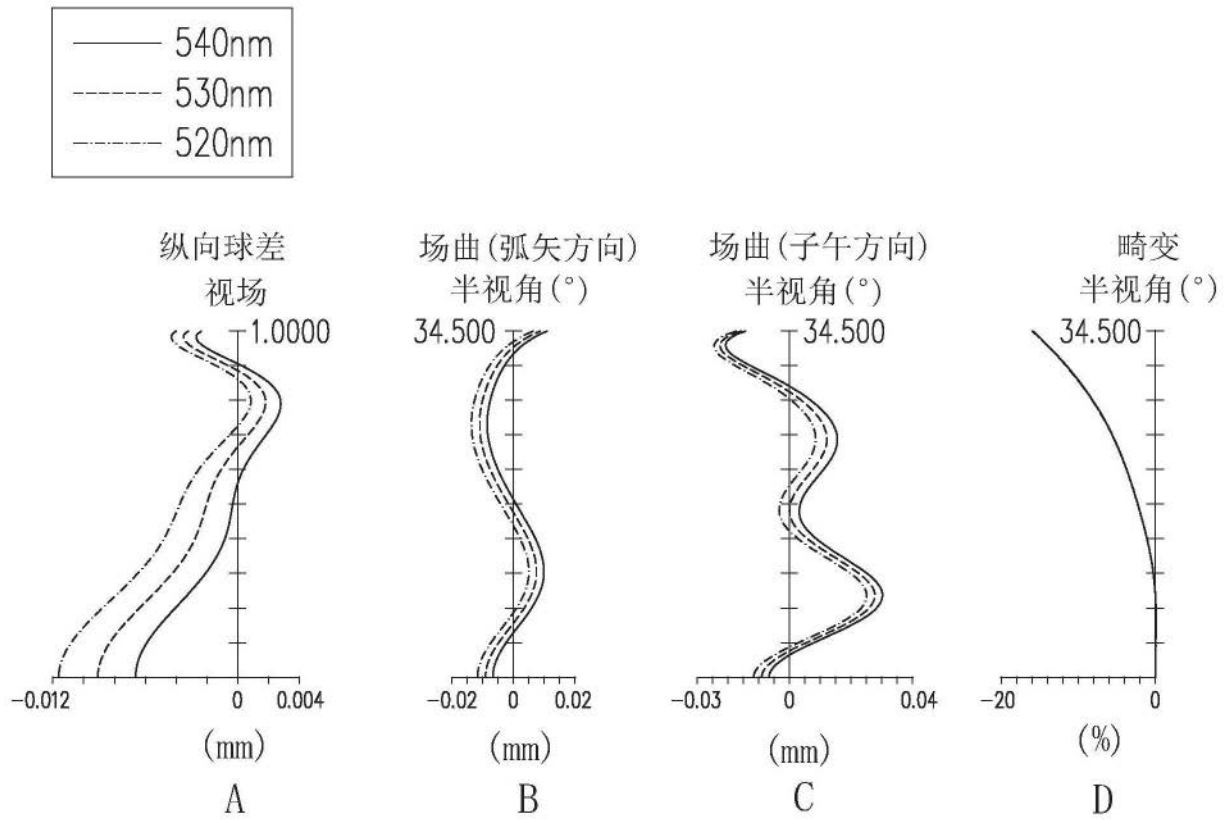 540nm
530nm
520nm
纵向球差
视场
1.0000
-0.012 0 0.004
(mm)
A
场曲(弧矢方向)
半视角(°)
34.500
-0.02 0 0.02
(mm)
B
场曲(子午方向)
半视角(°)
34.500
-0.03 0 0.04
(mm)
C
畸变
半视角(°)
34.500
-20 0
(%)
D